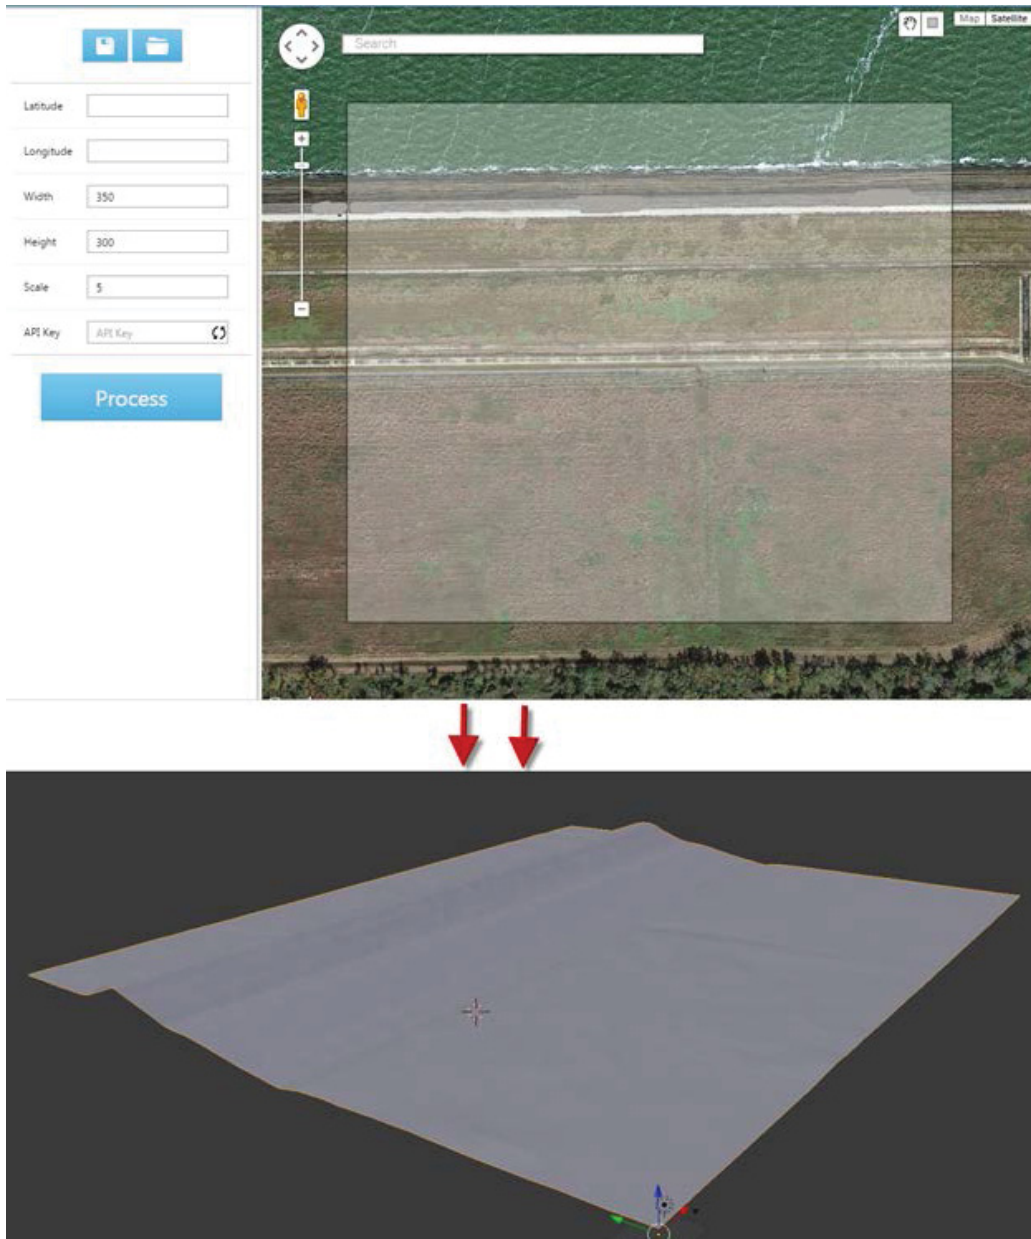 Search
Map Satellite
Latitude
Longitude
Width 350
Height 300
Scale 5
API Key API Key
Process